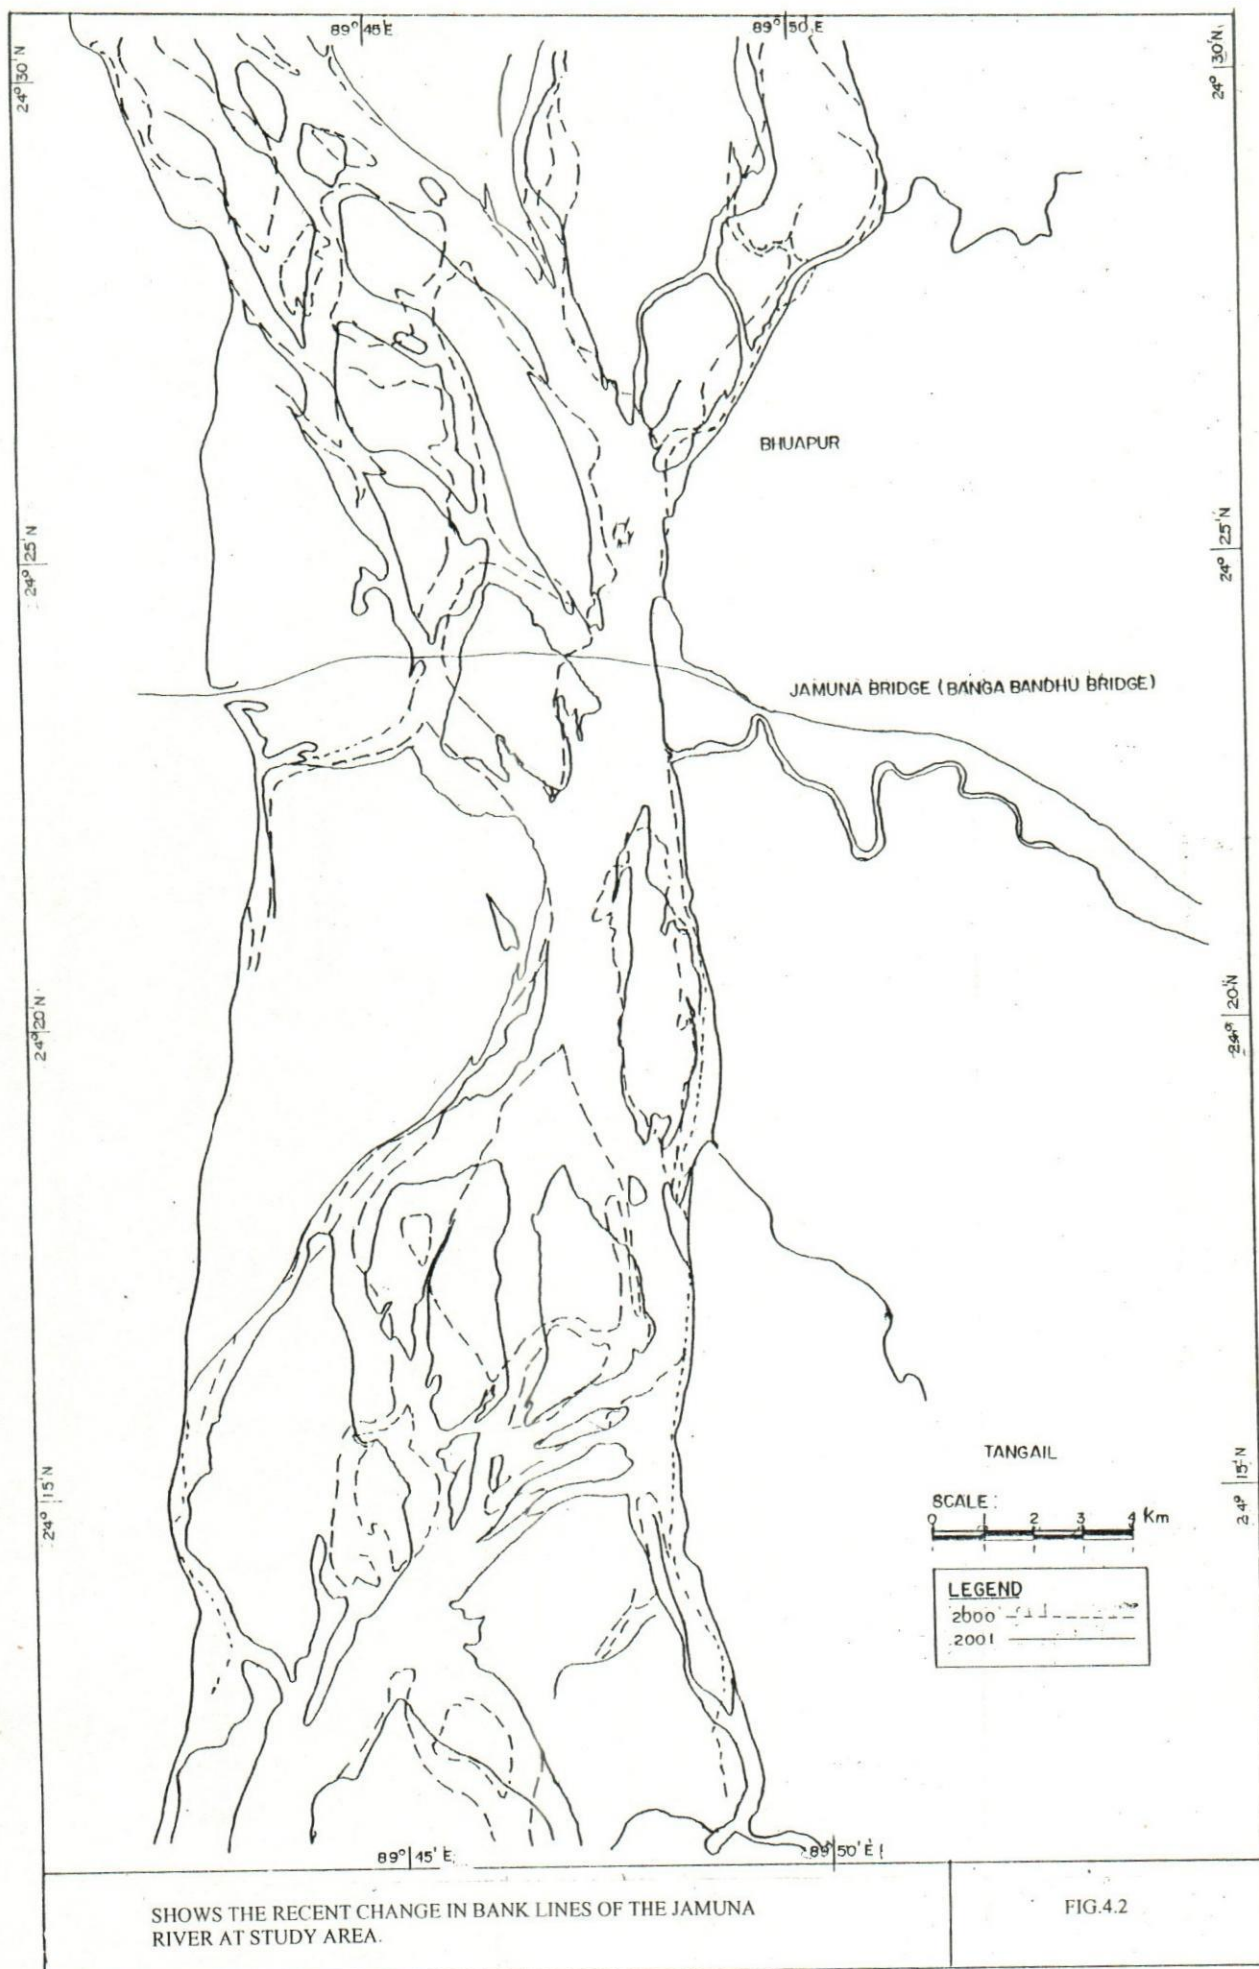 89° 45' E
89° 50' E
24° 30' N
24° 30' N
BHUAPUR
24° 25' N
24° 25' N
JAMUNA BRIDGE (BANGA BANDHU BRIDGE)
24° 20' N
24° 20' N
TANGAIL
24° 15' N
24° 15' N
SCALE :
0 1 2 3 4 Km
LEGEND
2000
2001
89° 45' E
89° 50' E
SHOWS THE RECENT CHANGE IN BANK LINES OF THE JAMUNA
RIVER AT STUDY AREA.
FIG.4.2